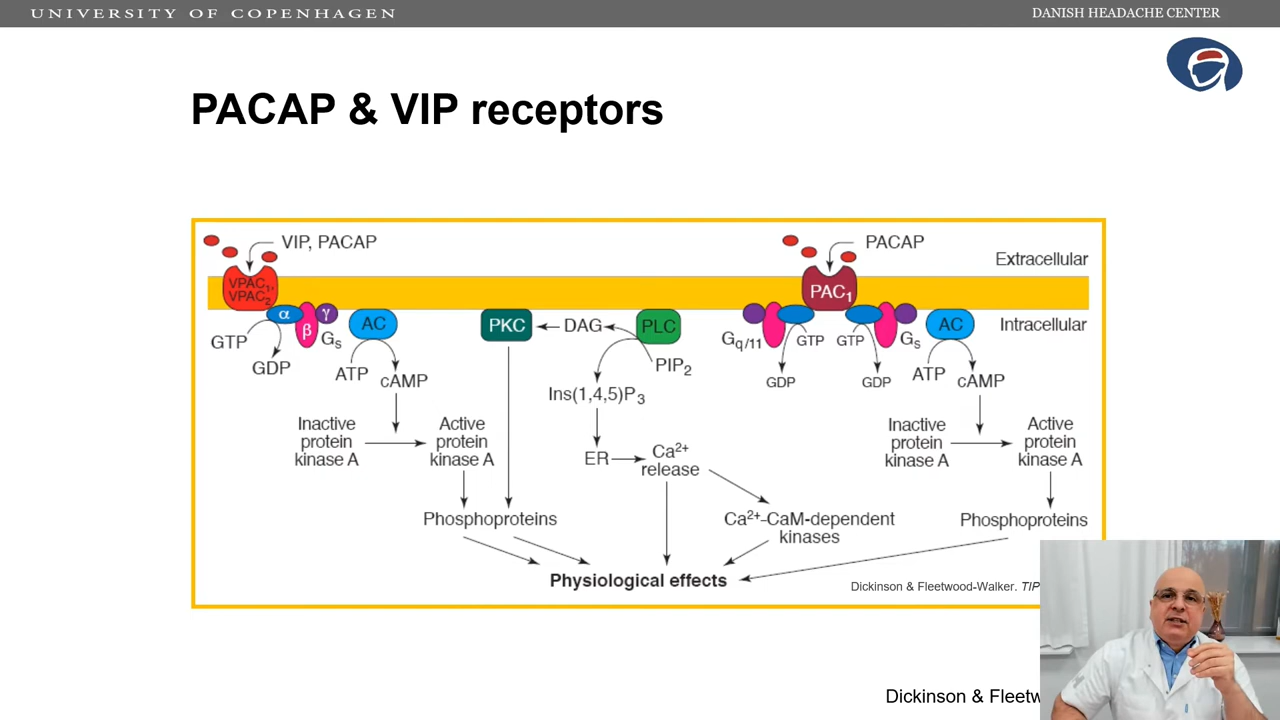 UNIVERSITY OF COPENHAGEN
DANISH HEADACHE CENTER
PACAP & VIP receptors
VIP, PACAP
PACAP
Extracellular
VPAC1,
VPAC2
PAC1
α
β
γ
Gs
GTP
GDP
AC
ATP
cAMP
PKC
DAG
PLC
PIP2
Ins(1,4,5)P3
Gq/11
GTP
GTP
GDP
GDP
Gs
AC
Intracellular
ATP
cAMP
Inactive
protein
kinase A
Active
protein
kinase A
ER
Ca2+
release
Inactive
protein
kinase A
Active
protein
kinase A
Phosphoproteins
Ca2+–CaM-dependent
kinases
Phosphoproteins
Physiological effects
Dickinson & Fleetwood-Walker. TIP
Dickinson & Fleetw